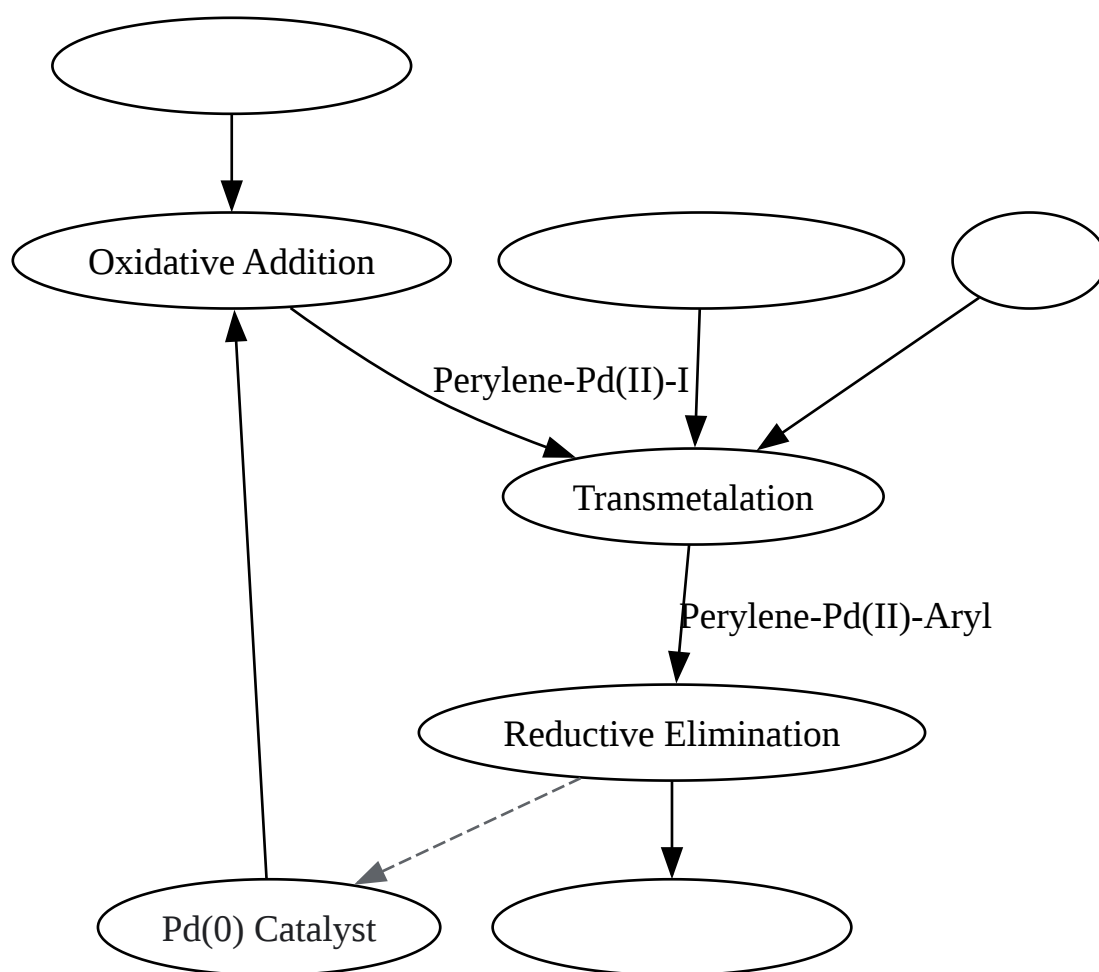 Oxidative Addition
Perylene-Pd(II)-I
Transmetalation
Perylene-Pd(II)-Aryl
Reductive Elimination
Pd(0) Catalyst